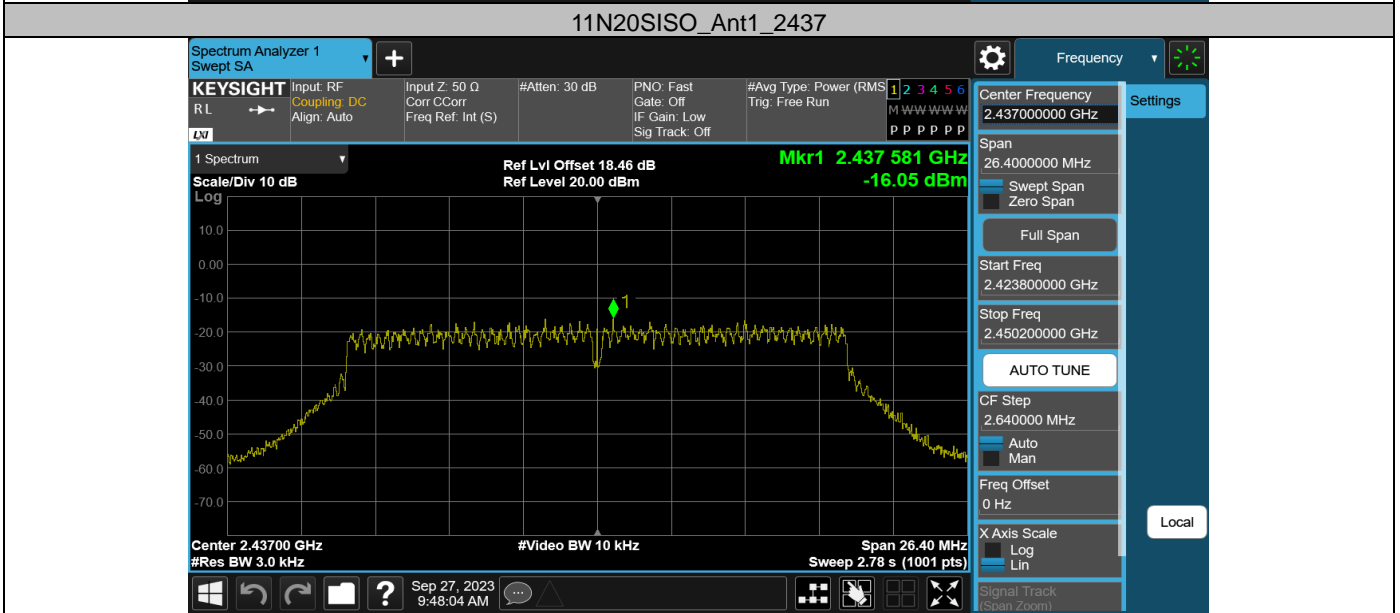 11N20SISO_Ant1_2437
Spectrum Analyzer 1
Swept SA
Frequency
KEYSIGHT
R L
LXI
Input: RF
Coupling: DC
Align: Auto
Input Z: 50 Ω
Corr CCorr
Freq Ref: Int (S)
#Atten: 30 dB
PNO: Fast
Gate: Off
IF Gain: Low
Sig Track: Off
#Avg Type: Power (RMS
Trig: Free Run
1 2 3 4 5 6
M W W W W W
P P P P P P
1 Spectrum
Scale/Div 10 dB
Ref Lvl Offset 18.46 dB
Ref Level 20.00 dBm
Mkr1 2.437 581 GHz
-16.05 dBm
Log
10.0
0.00
-10.0
-20.0
-30.0
-40.0
-50.0
-60.0
-70.0
1
Center 2.43700 GHz
#Res BW 3.0 kHz
#Video BW 10 kHz
Span 26.40 MHz
Sweep 2.78 s (1001 pts)
Center Frequency
2.437000000 GHz
Span
26.4000000 MHz
Swept Span
Zero Span
Full Span
Start Freq
2.423800000 GHz
Stop Freq
2.450200000 GHz
AUTO TUNE
CF Step
2.640000 MHz
Auto
Man
Freq Offset
0 Hz
X Axis Scale
Log
Lin
Signal Track
(Span Zoom)
Settings
Local
?
Sep 27, 2023
9:48:04 AM